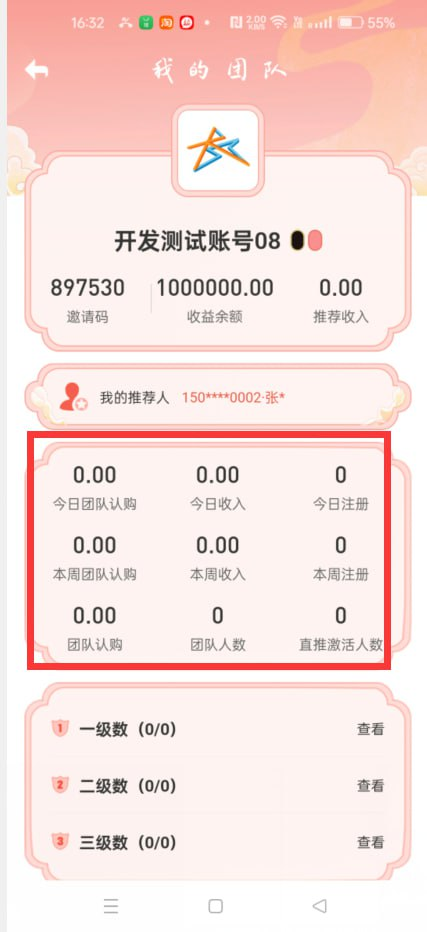 16:32 2.00 KB/S 55%
我的团队
开发测试账号08
897530 1000000.00 0.00
邀请码 收益余额 推荐收入
我的推荐人 150****0002·张*
0.00 0.00 0
今日团队认购 今日收入 今日注册
0.00 0.00 0
本周团队认购 本周收入 本周注册
0.00 0 0
团队认购 团队人数 直推激活人数
1 一级数（0/0） 查看
2 二级数（0/0） 查看
3 三级数（0/0） 查看